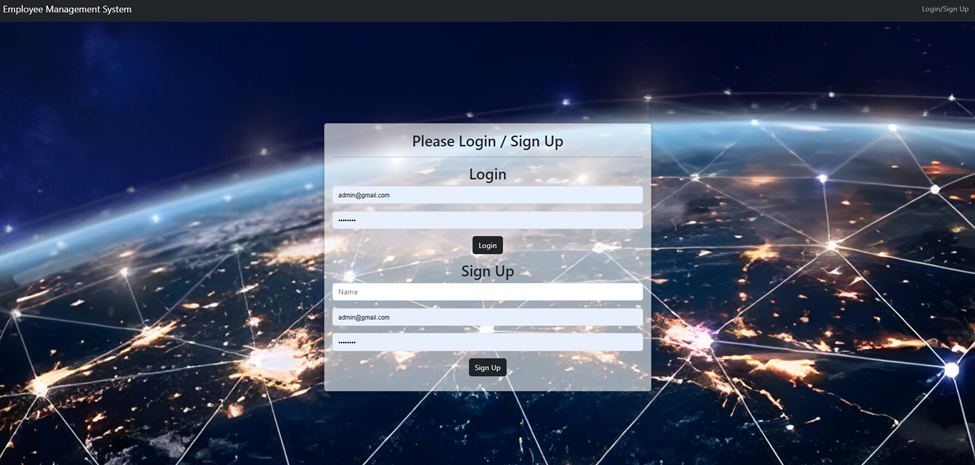 Employee Management System
Login/Sign Up
Please Login / Sign Up
Login
admin@gmail.com
••••••••
Login
Sign Up
Name
admin@gmail.com
••••••••
Sign Up